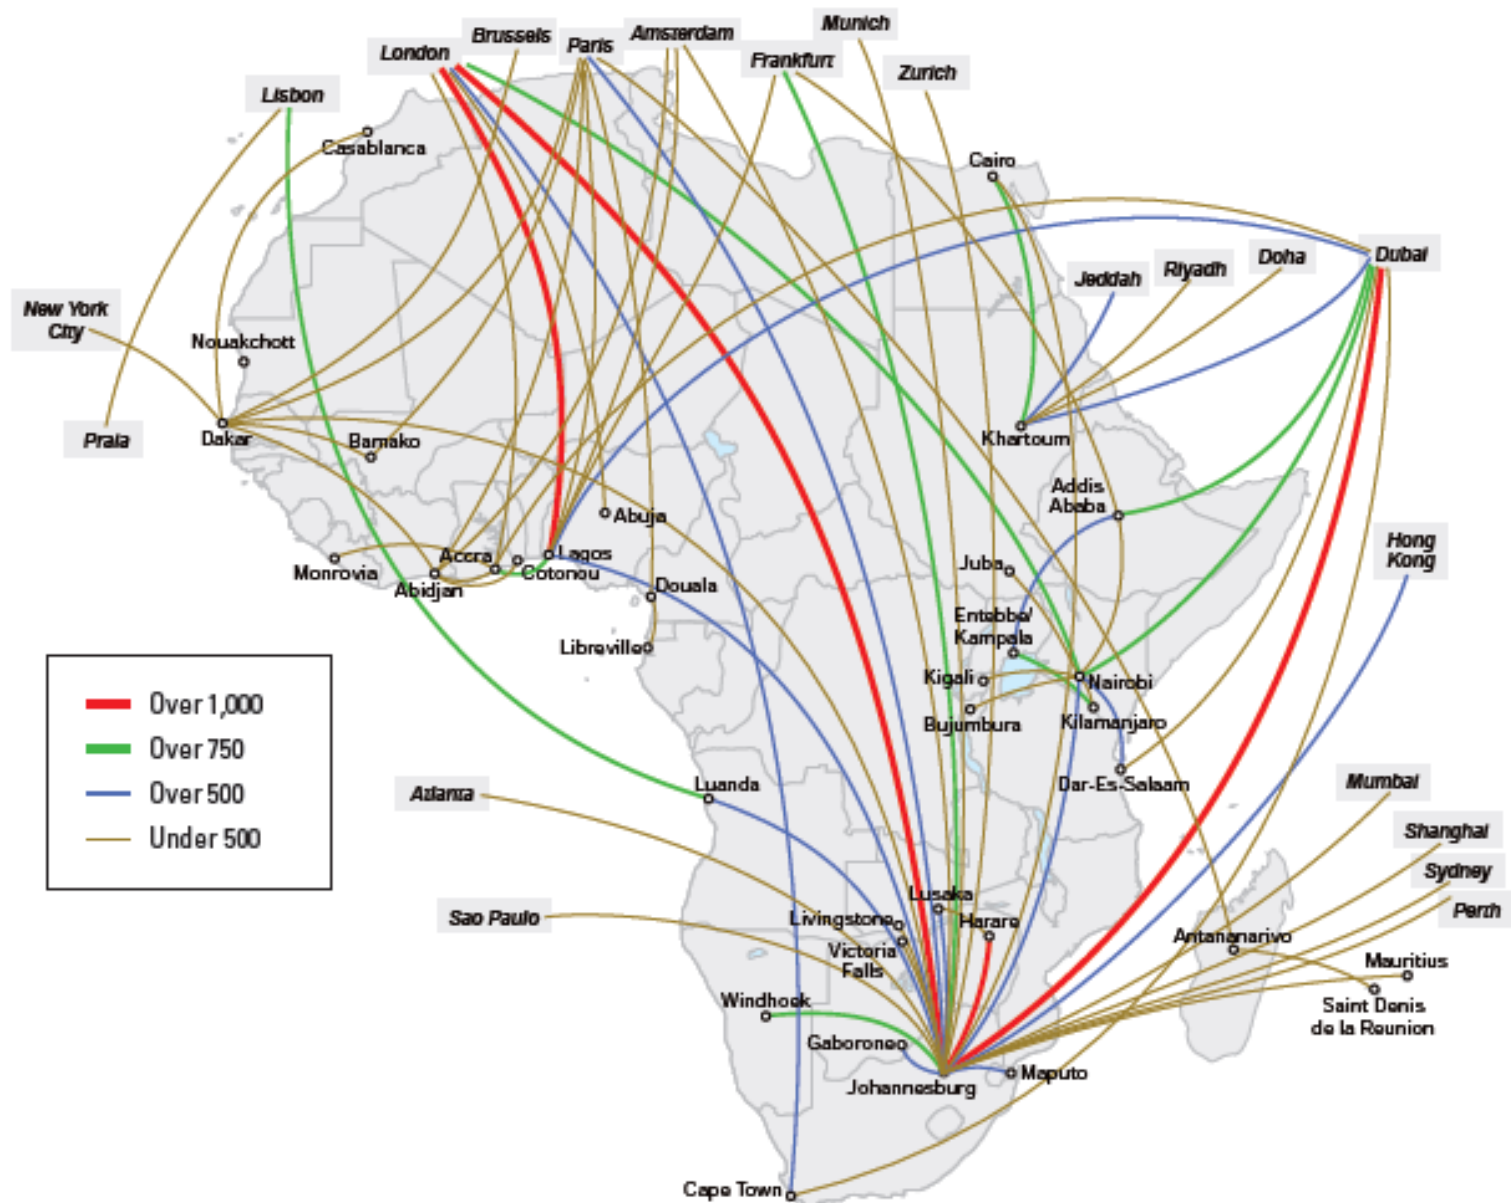 Munich
Brussels
Paris
Amsterdam
London
Frankfurt
Zurich
Lisbon
Casablanca
Cairo
Dubai
Doha
Riyadh
Jeddah
New York
City
Nouakchott
Praia
Dakar
Bamako
Khartoum
Addis
Ababa
Abuja
Hong
Kong
Accra
Lagos
Monrovia
Cotonou
Abidjan
Juba
Douala
Entebbe/
Kampala
Libreville
Kigali
Nairobi
Bujumbura
Kilamanjaro
Over 1,000
Over 750
Over 500
Under 500
Luanda
Dar-Es-Salaam
Atlanta
Mumbai
Shanghai
Sydney
Perth
Lusaka
Sao Paulo
Livingstone
Harare
Victoria
Falls
Antananarivo
Mauritius
Windhoek
Saint Denis
de la Reunion
Gaborone
Johannesburg
Maputo
Cape Town